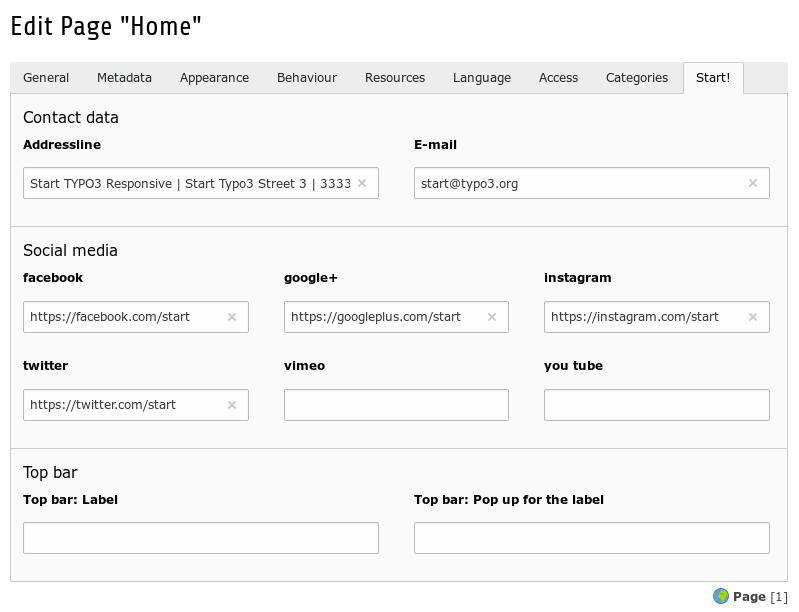 Edit Page "Home"
General Metadata Appearance Behaviour Resources Language Access Categories Start!
Contact data
Addressline E-mail
Start TYPO3 Responsive | Start Typo3 Street 3 | 3333 start@typo3.org
Social media
facebook google+ instagram
https://facebook.com/start https://googleplus.com/start https://instagram.com/start
twitter vimeo you tube
https://twitter.com/start
Top bar
Top bar: Label Top bar: Pop up for the label
Page [1]